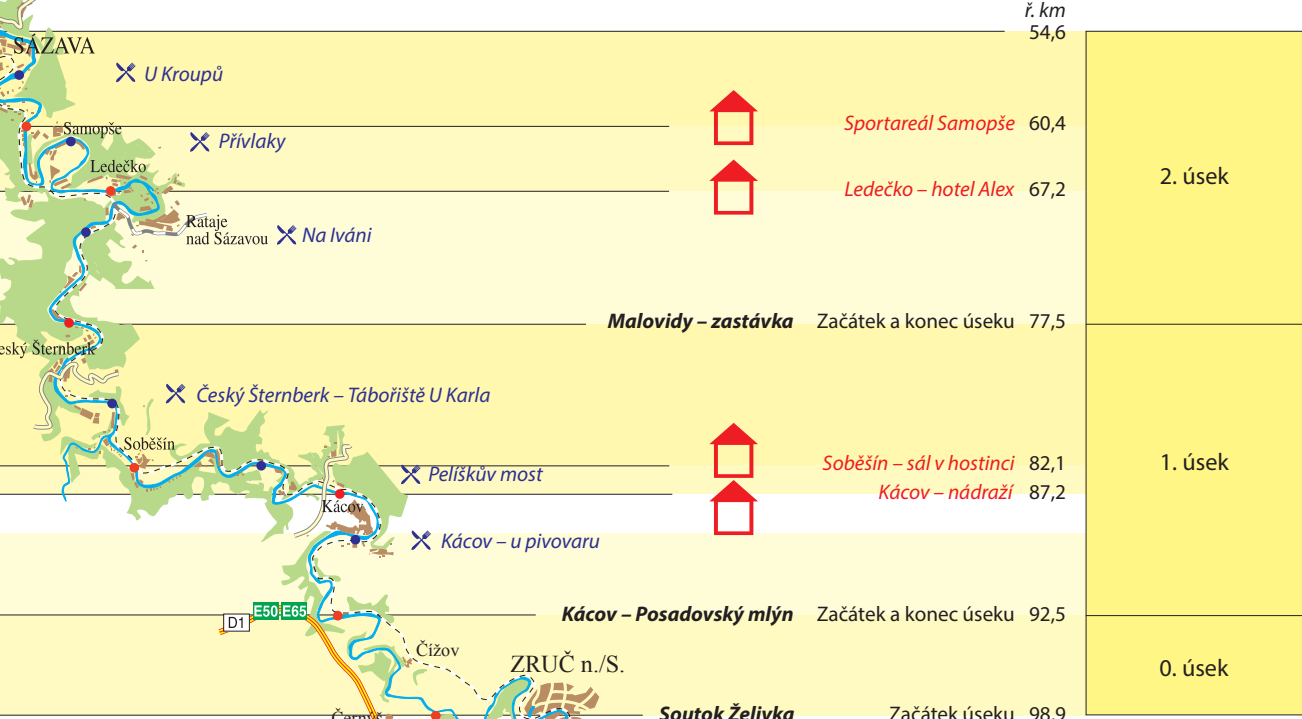 ř. km
54,6
SÁZAVA
U Kroupů
Samopše
Sportareál Samopše 60,4
Přívlaky
Ledečko
Ledečko – hotel Alex 67,2
2. úsek
Rataje
nad Sázavou
Na Iváni
Malovidy – zastávka Začátek a konec úseku 77,5
eský Šternberk
Český Šternberk – Tábořiště U Karla
Soběšín
Soběšín – sál v hostinci 82,1
1. úsek
Pelíškův most
Kácov – nádraží 87,2
Kácov
Kácov – u pivovaru
E50 E65
D1
Kácov – Posadovský mlýn Začátek a konec úseku 92,5
Čížov
ZRUČ n./S.
0. úsek
Soutok Želivka Začátek úseku 98,9